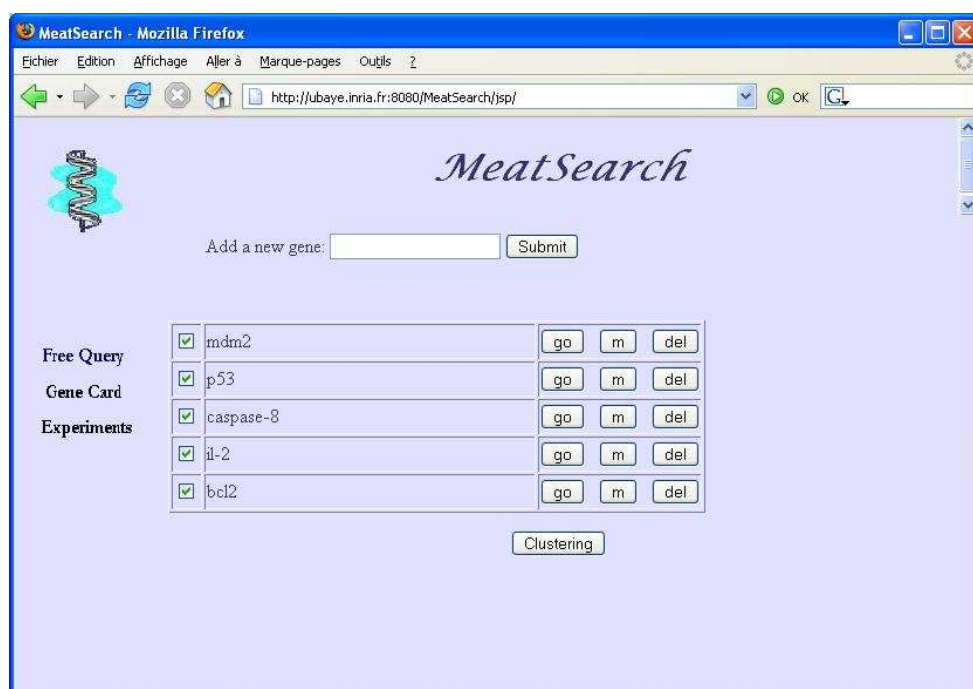 MeatSearch - Mozilla Firefox
Fichier Edition Affichage Aller à Marque-pages Outils ?
http://ubaye.inria.fr:8080/MeatSearch/jsp/ OK G
MeatSearch
Add a new gene: Submit
Free Query
Gene Card
Experiments
mdm2 go m del
p53 go m del
caspase-8 go m del
il-2 go m del
bcl2 go m del
Clustering